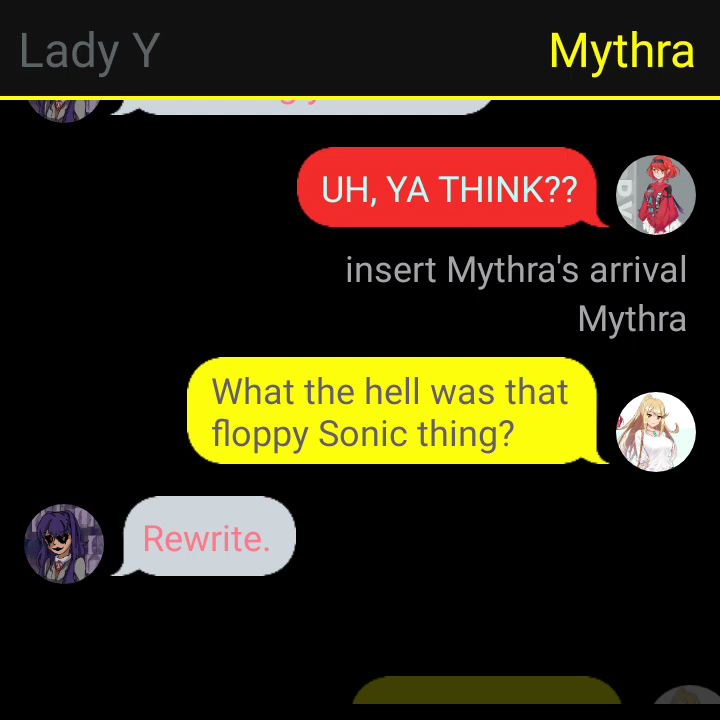 Lady Y
Mythra
UH, YA THINK??
insert Mythra's arrival
Mythra
What the hell was that
floppy Sonic thing?
Rewrite.